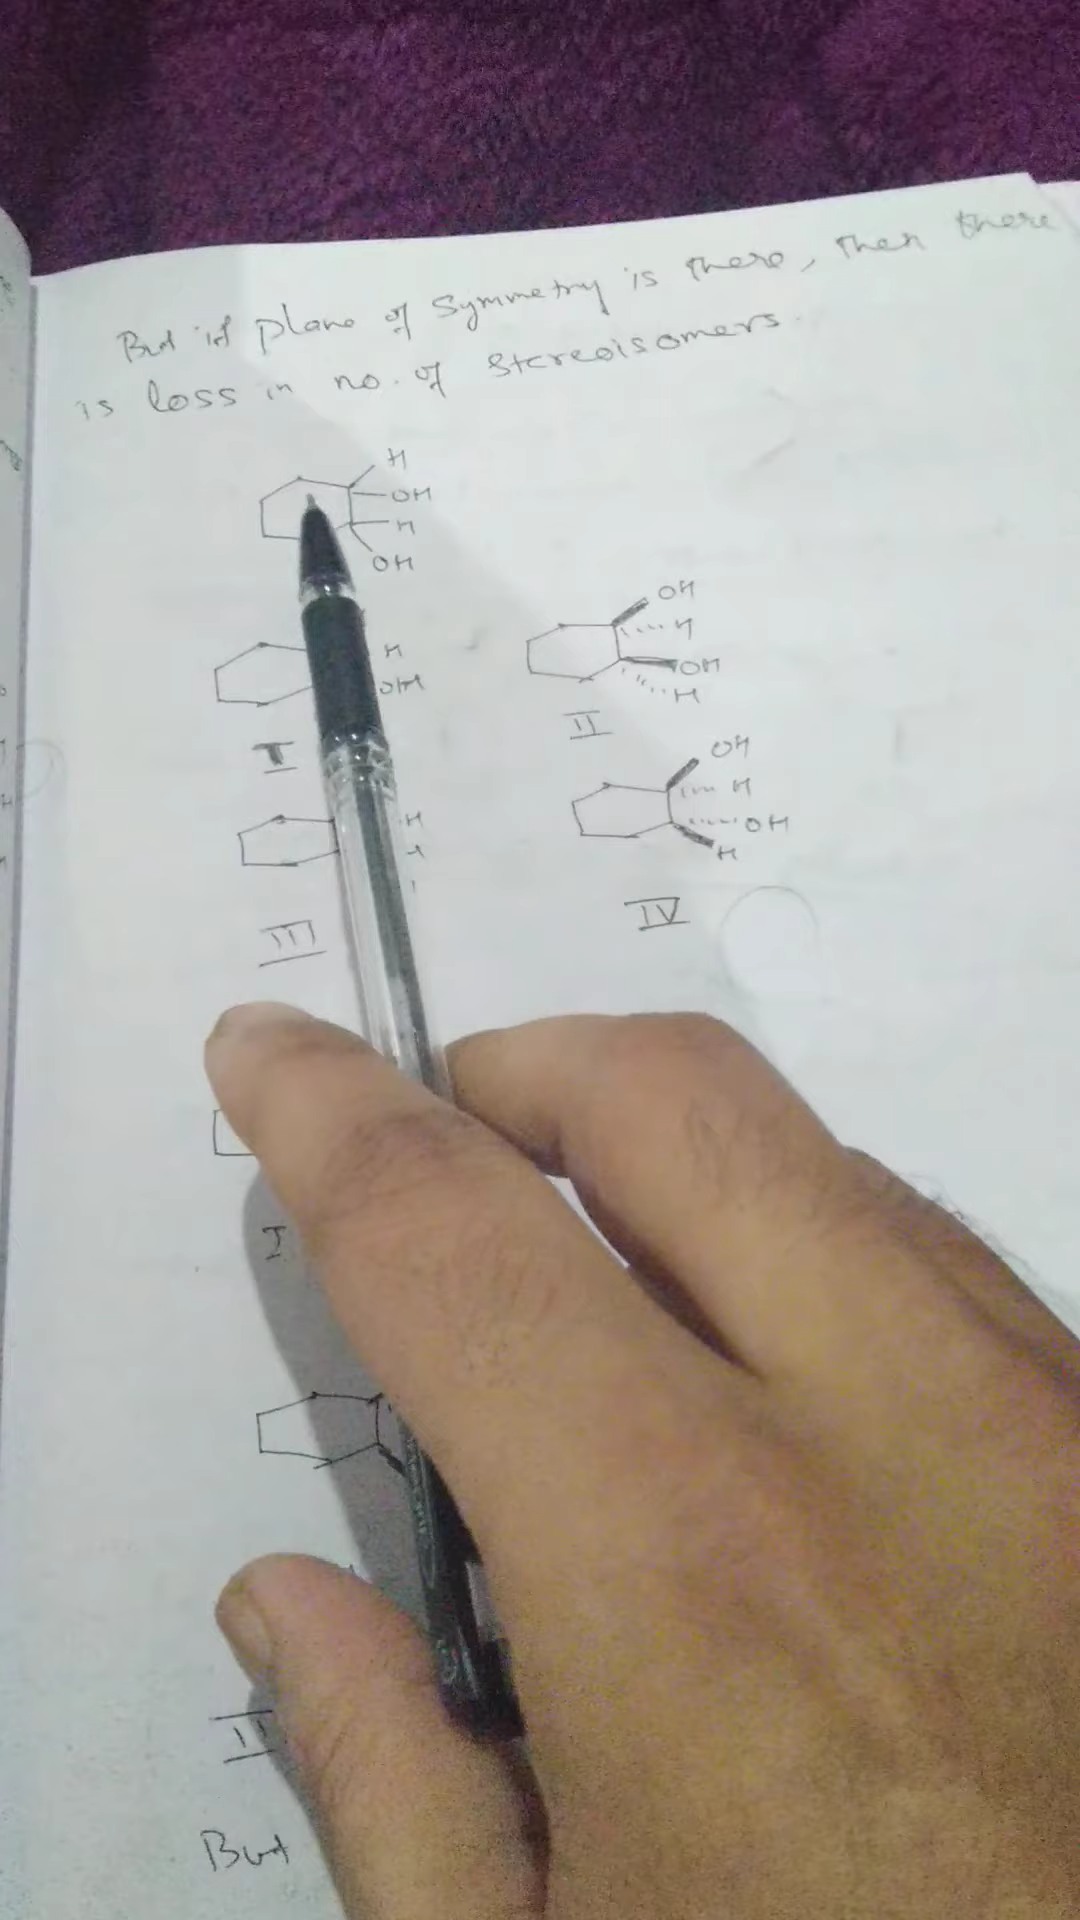 But if plane of Symmetry is there, then there
is loss in no. of Stereoisomers.
H
OH
H
OH
H
OH
I
OH
H
OH
H
II
H
III
OH
H
OH
H
IV
I
II
But